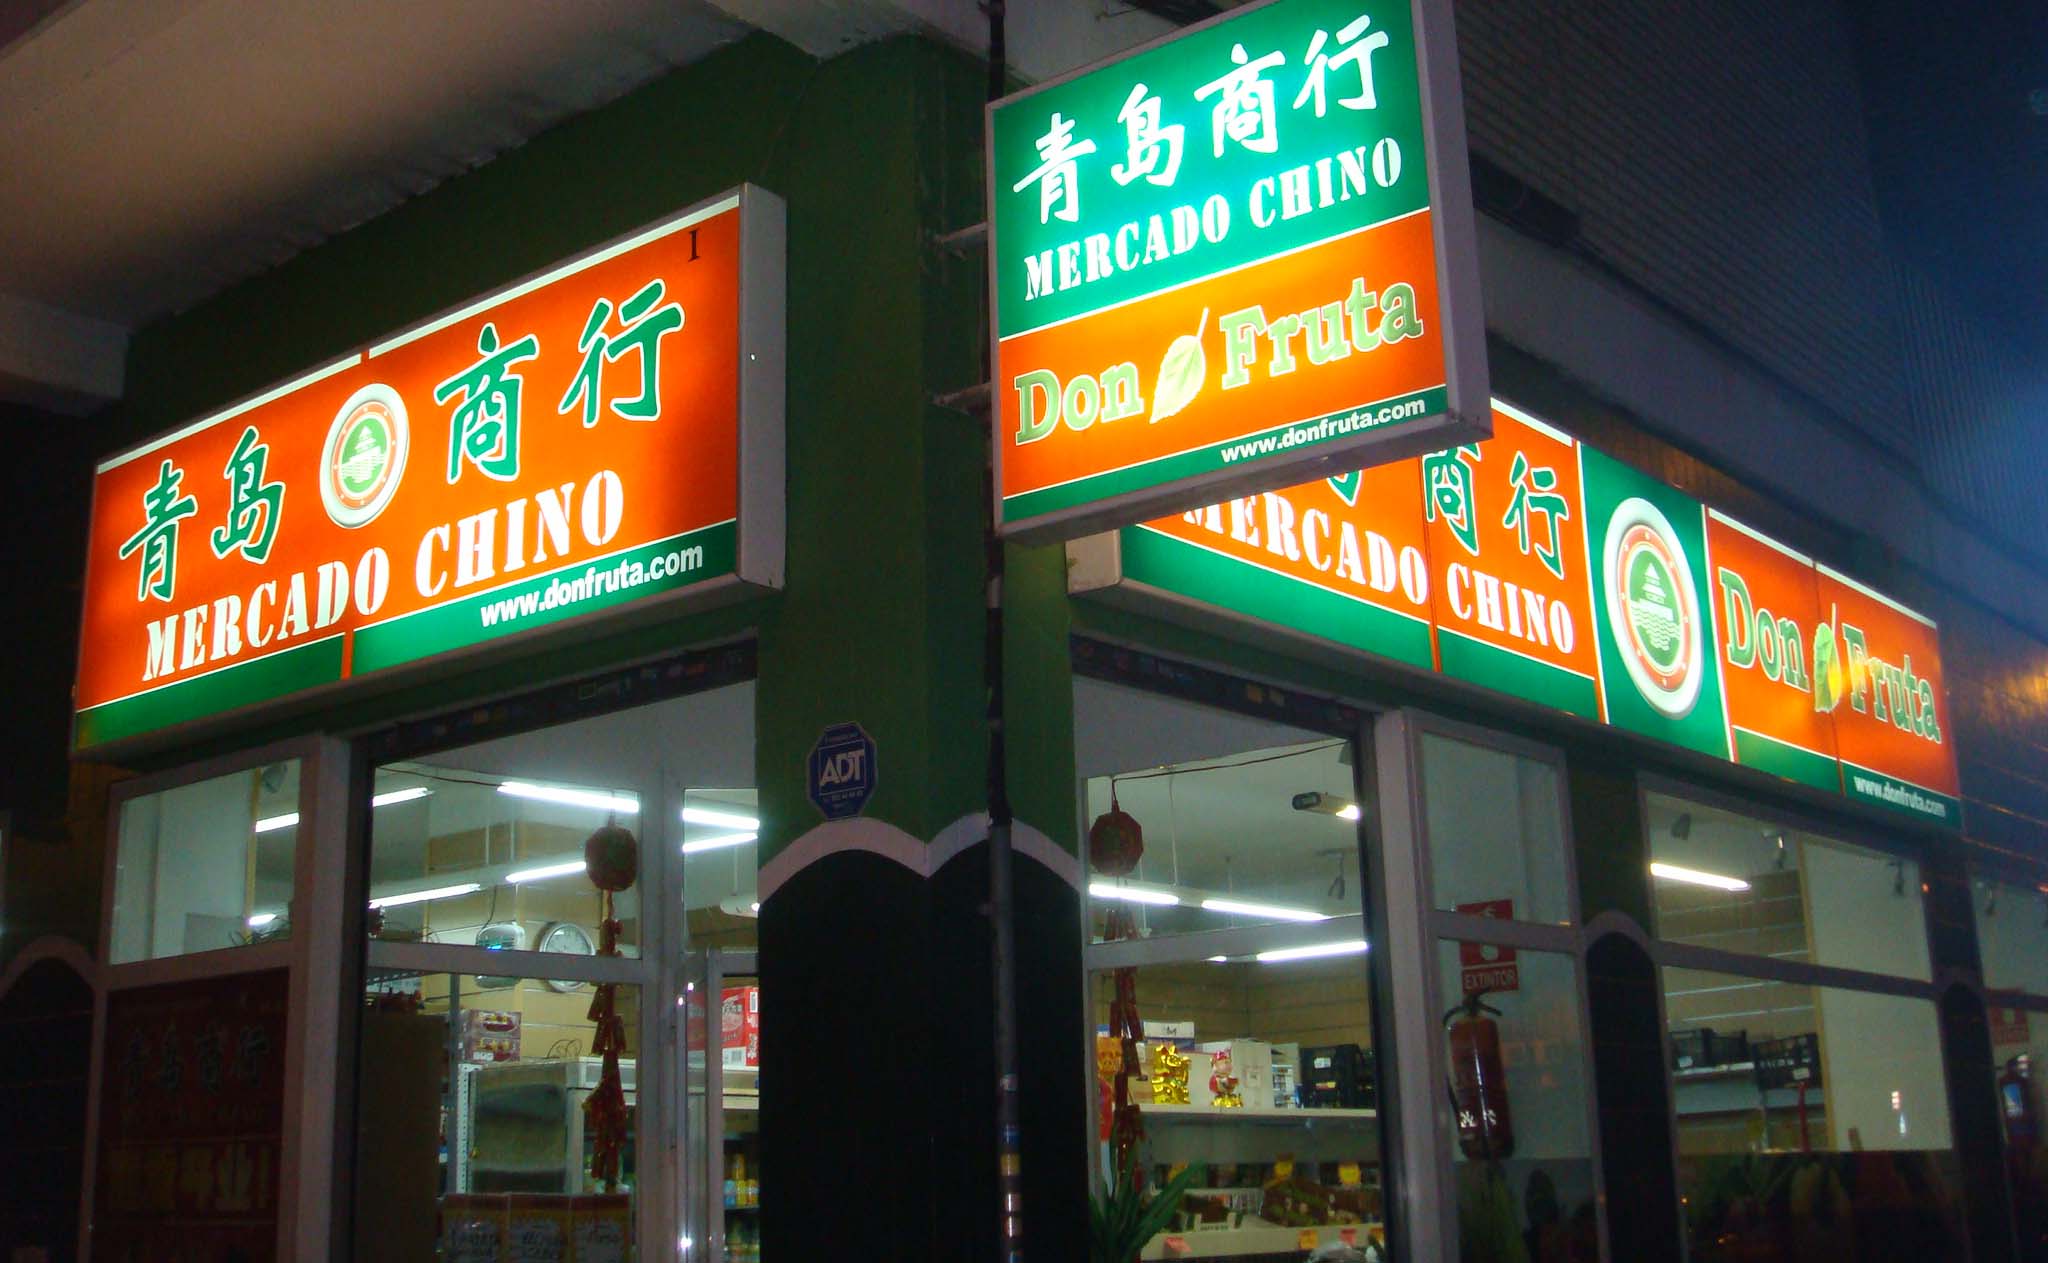 I
青島 商行
MERCADO CHINO
www.donfruta.com
青島商行
MERCADO CHINO
Don Fruta
www.donfruta.com
商行
MERCADO CHINO
Don Fruta
www.donfruta.com
ADT
EXTINTOR
青島商行